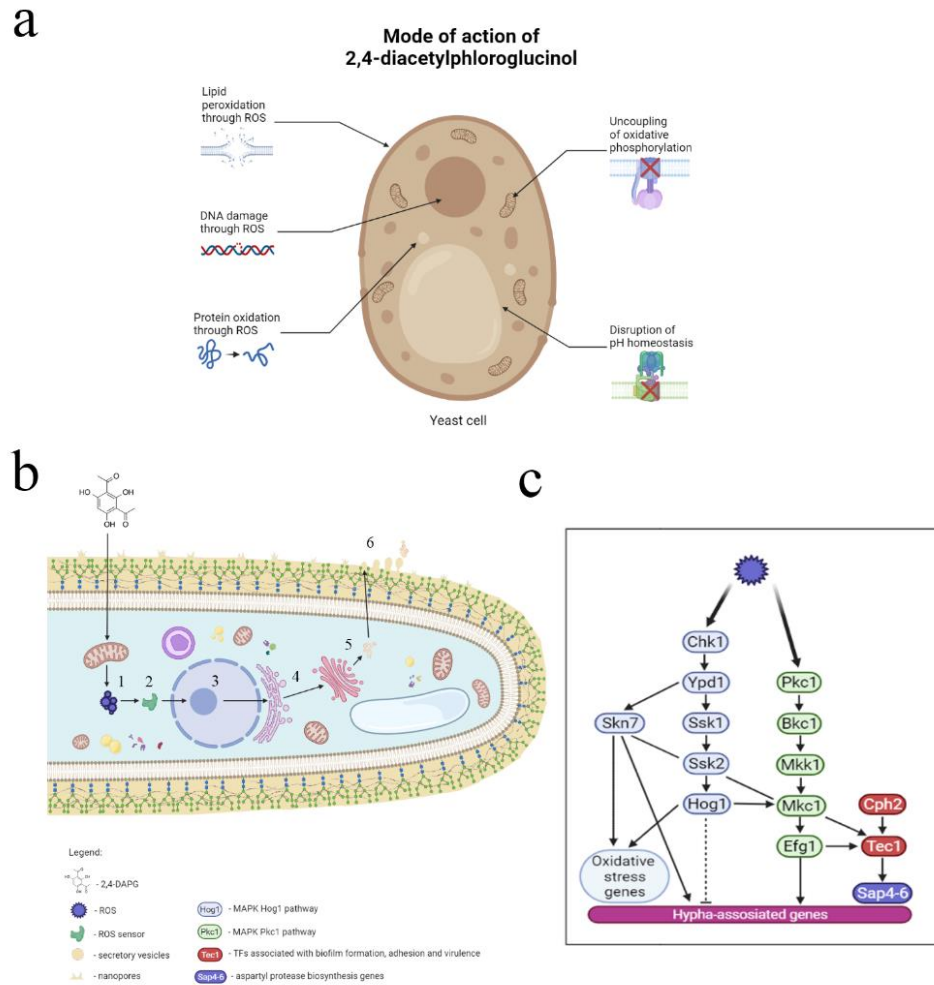 a
Mode of action of
2,4-diacetylphloroglucinol
Lipid
peroxidation
through ROS
DNA damage
through ROS
Protein oxidation
through ROS
Uncoupling
of oxidative
phosphorylation
Disruption of
pH homeostasis
Yeast cell
b
O
HO
OH
O
OH
6
1
2
3
4
5
Legend:
- 2,4-DAPG
- ROS
- ROS sensor
- secretory vesicles
- nanopores
Hog1 - MAPK Hog1 pathway
Pkc1 - MAPK Pkc1 pathway
Tec1 - TFs associated with biofilm formation, adhesion and virulence
Sap4-6 - aspartyl protease biosynthesis genes
c
Chk1
Ypd1
Pkc1
Skn7
Ssk1
Bkc1
Ssk2
Mkk1
Hog1
Mkc1
Cph2
Efg1
Tec1
Oxidative
stress
genes
Sap4-6
Hypha-assosiated genes